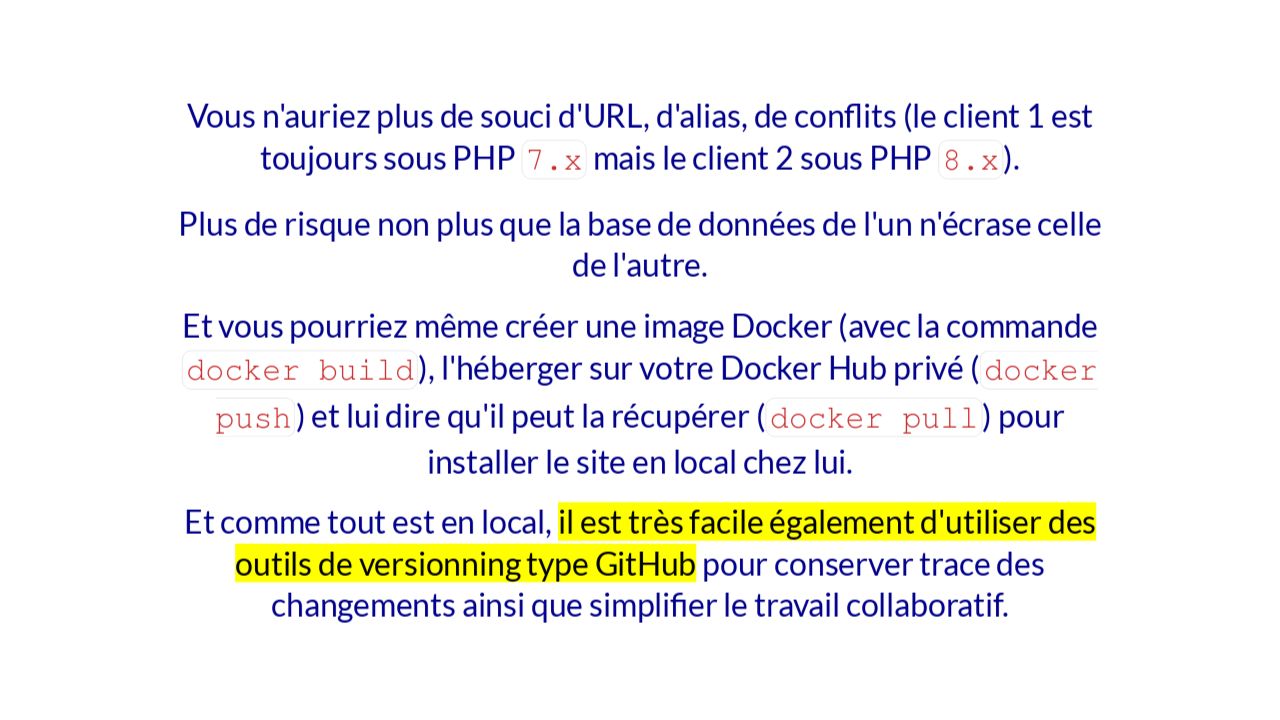 Vous n'auriez plus de souci d'URL, d'alias, de conflits (le client 1 est
toujours sous PHP 7.x mais le client 2 sous PHP 8.x).
Plus de risque non plus que la base de données de l'un n'écrase celle
de l'autre.
Et vous pourriez même créer une image Docker (avec la commande
docker build), l'héberger sur votre Docker Hub privé (docker
push) et lui dire qu'il peut la récupérer (docker pull) pour
installer le site en local chez lui.
Et comme tout est en local, il est très facile également d'utiliser des
outils de versionning type GitHub pour conserver trace des
changements ainsi que simplifier le travail collaboratif.